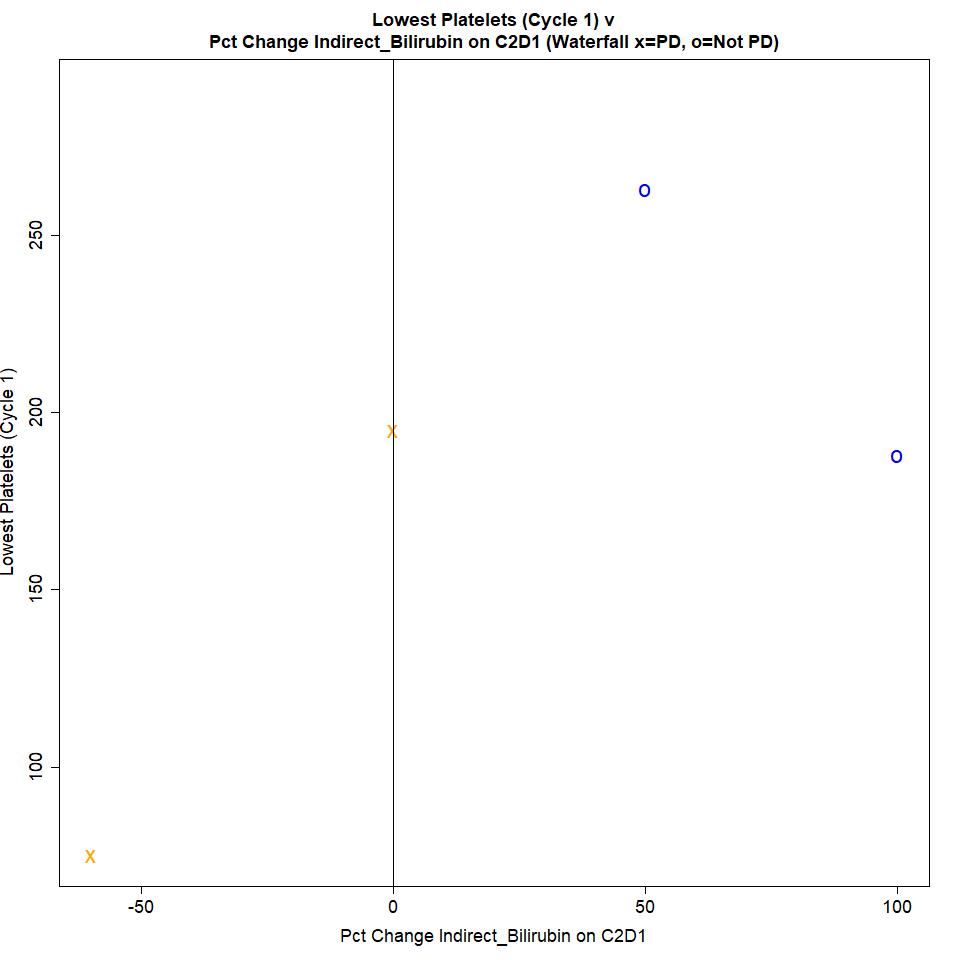 Lowest Platelets (Cycle 1) v
Pct Change Indirect_Bilirubin on C2D1 (Waterfall x=PD, o=Not PD)
Lowest Platelets (Cycle 1)
250
200
150
100
O
X
O
X
-50 0 50 100
Pct Change Indirect_Bilirubin on C2D1